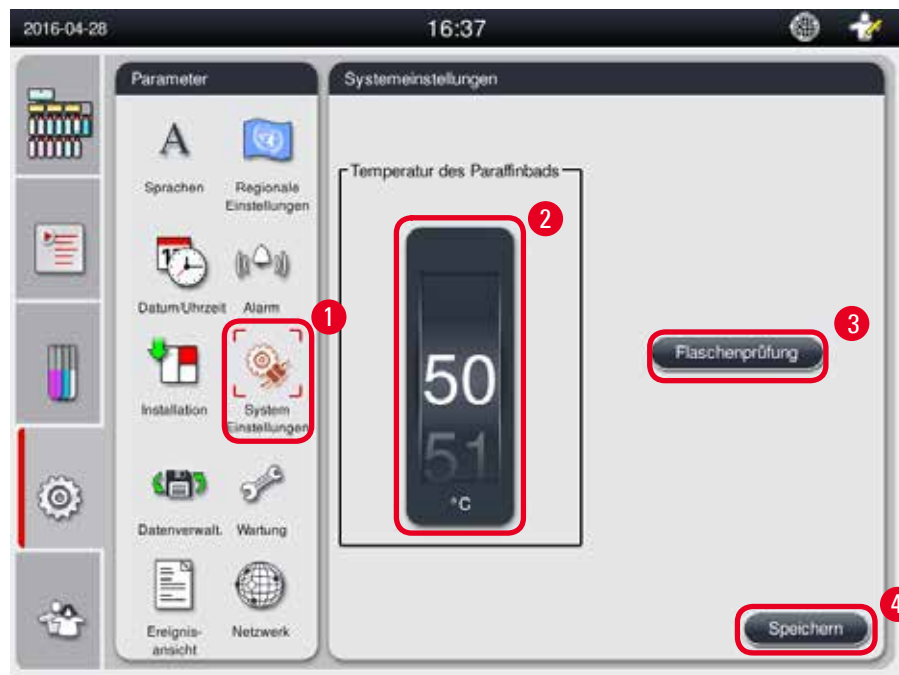 2016-04-28
16:37
Parameter
Systemeinstellungen
Sprachen
Regionale
Einstellungen
Datum/Uhrzeit
Alarm
1
Installation
System
Einstellungen
Datenverwalt.
Wartung
Ereignis-
ansicht
Netzwerk
Temperatur des Paraffinbads
2
50
51
°C
3
Flaschenprüfung
4
Speichern